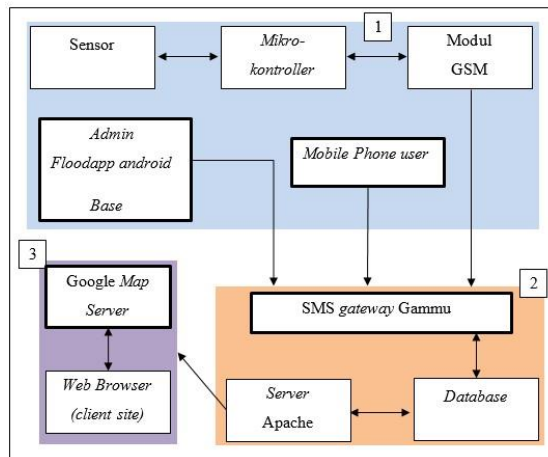 1
Sensor
Mikro-
kontroller
Modul
GSM
Admin
Floodapp android
Base
Mobile Phone user
3
Google Map
Server
Web Browser
(client site)
2
SMS gateway Gammu
Server
Apache
Database